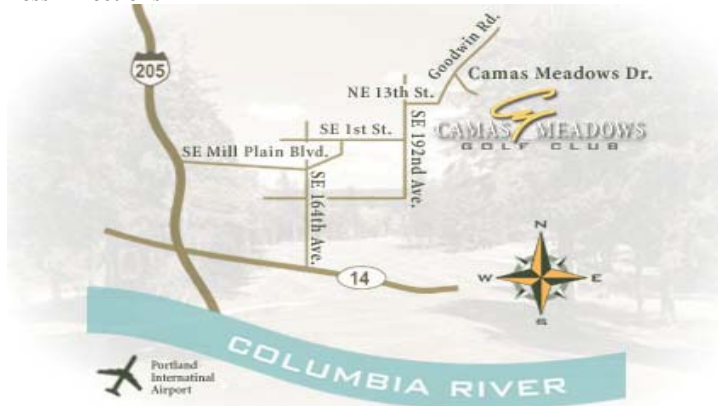 205
Goodwin Rd.
Camas Meadows Dr.
NE 13th St.
CAMAS MEADOWS
GOLF CLUB
SE 1st St.
SE 192nd Ave.
SE Mill Plain Blvd.
SE 164th Ave.
N
W E
S
14
COLUMBIA RIVER
Portland
Internatinal
Airport